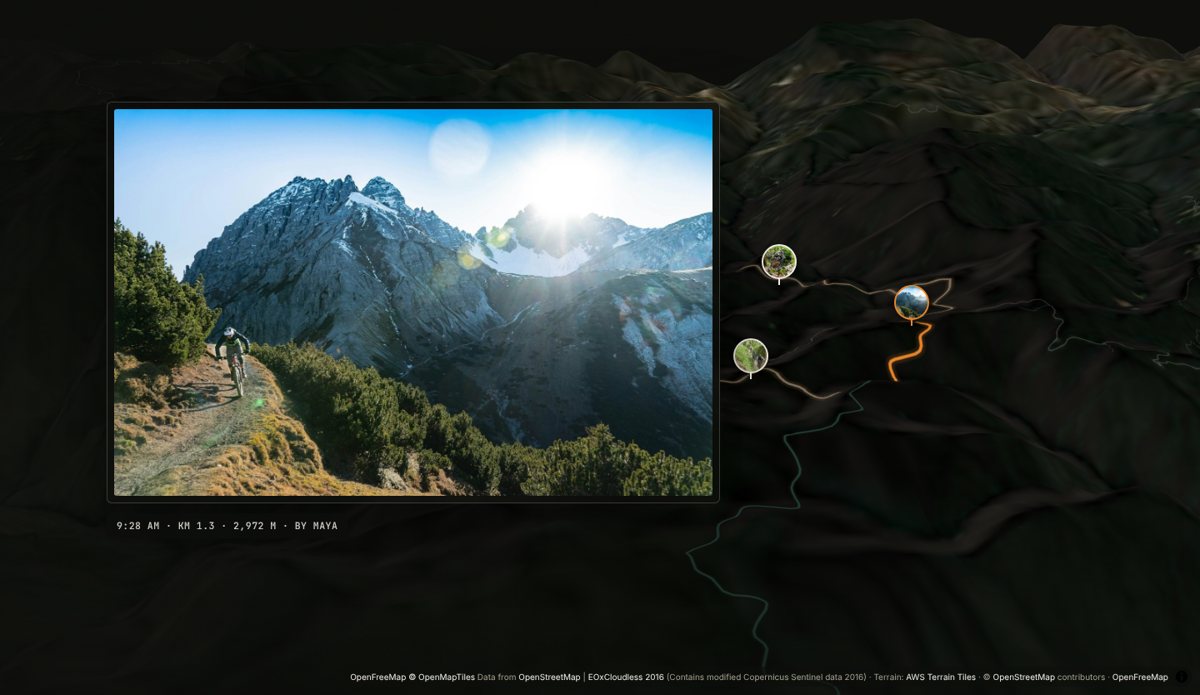 9:28 AM · KM 1.3 · 2,972 M · BY MAYA
OpenFreeMap © OpenMapTiles Data from OpenStreetMap | EOxCloudless 2016 (Contains modified Copernicus Sentinel data 2016) · Terrain: AWS Terrain Tiles · © OpenStreetMap contributors · OpenFreeMap